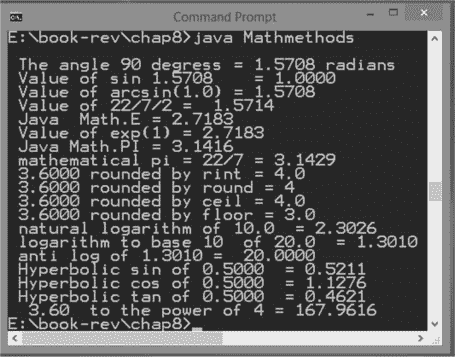 Command Prompt
E:\book-rev\chap8>java Mathmethods
The angle 90 degress = 1.5708 radians
Value of sin 1.5708 = 1.0000
Value of arcsin(1.0) = 1.5708
Value of 22/7/2 = 1.5714
Java Math.E = 2.7183
Value of exp(1) = 2.7183
Java Math.PI = 3.1416
mathematical pi = 22/7 = 3.1429
3.6000 rounded by rint = 4.0
3.6000 rounded by round = 4
3.6000 rounded by ceil = 4.0
3.6000 rounded by floor = 3.0
natural logarithm of 10.0 = 2.3026
logarithm to base 10 of 20.0 = 1.3010
anti log of 1.3010 = 20.0000
Hyperbolic sin of 0.5000 = 0.5211
Hyperbolic cos of 0.5000 = 1.1276
Hyperbolic tan of 0.5000 = 0.4621
3.60 to the power of 4 = 167.9616
E:\book-rev\chap8>